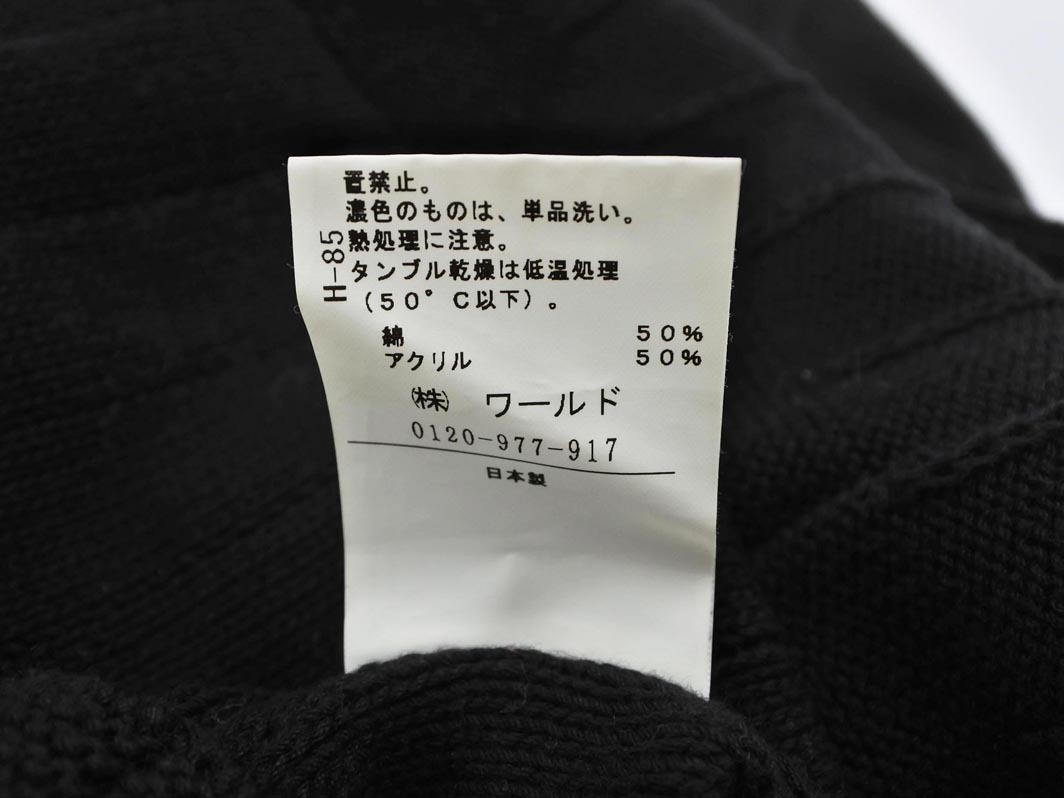 置禁止。
濃色のものは、単品洗い。
熱処理に注意。
タンブル乾燥は低温処理
(50°C以下)。
H-85
綿 50%
アクリル 50%
㈱ ワールド
0120-977-917
日本製